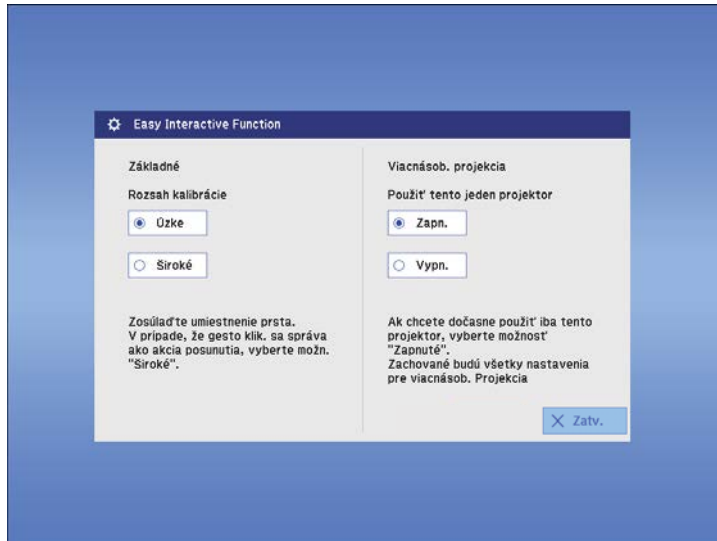 Easy Interactive Function
Základné
Rozsah kalibrácie
Úzke
Široké
Zosúlaďte umiestnenie prsta.
V prípade, že gesto klik. sa správa
ako akcia posunutia, vyberte možn.
"Široké".
Viacnásob. projekcia
Použiť tento jeden projektor
Zapn.
Vypn.
Ak chcete dočasne použiť iba tento
projektor, vyberte možnosť
"Zapnuté".
Zachované budú všetky nastavenia
pre viacnásob. Projekcia
Zatv.